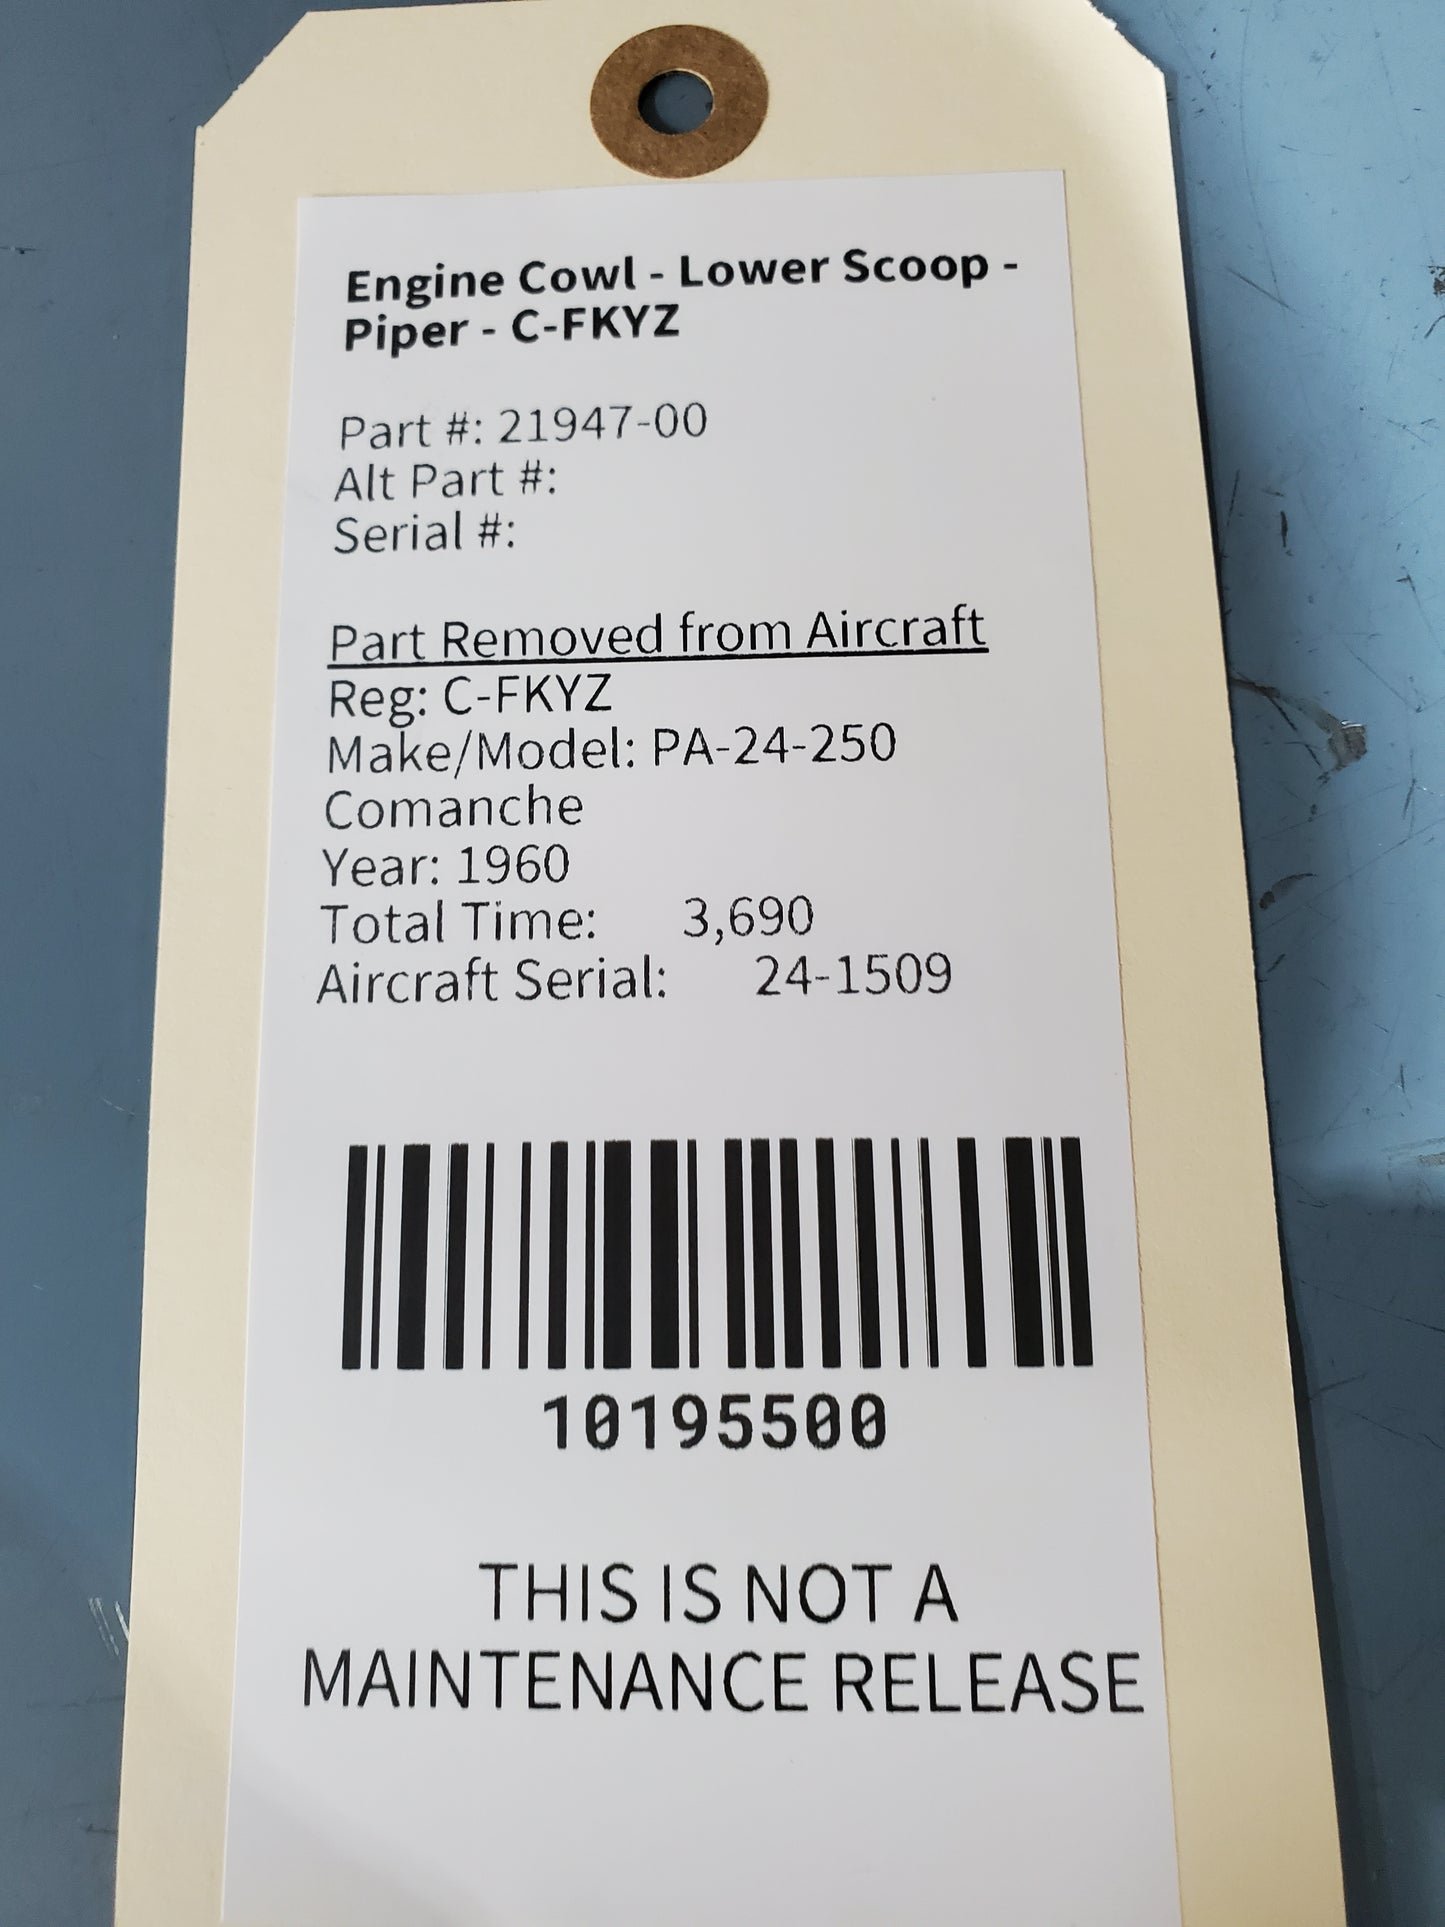 Engine Cowl - Lower Scoop -
Piper - C-FKYZ
Part #: 21947-00
Alt Part #:
Serial #:
Part Removed from Aircraft
Reg: C-FKYZ
Make/Model: PA-24-250
Comanche
Year: 1960
Total Time: 3,690
Aircraft Serial: 24-1509
10195500
THIS IS NOT A
MAINTENANCE RELEASE